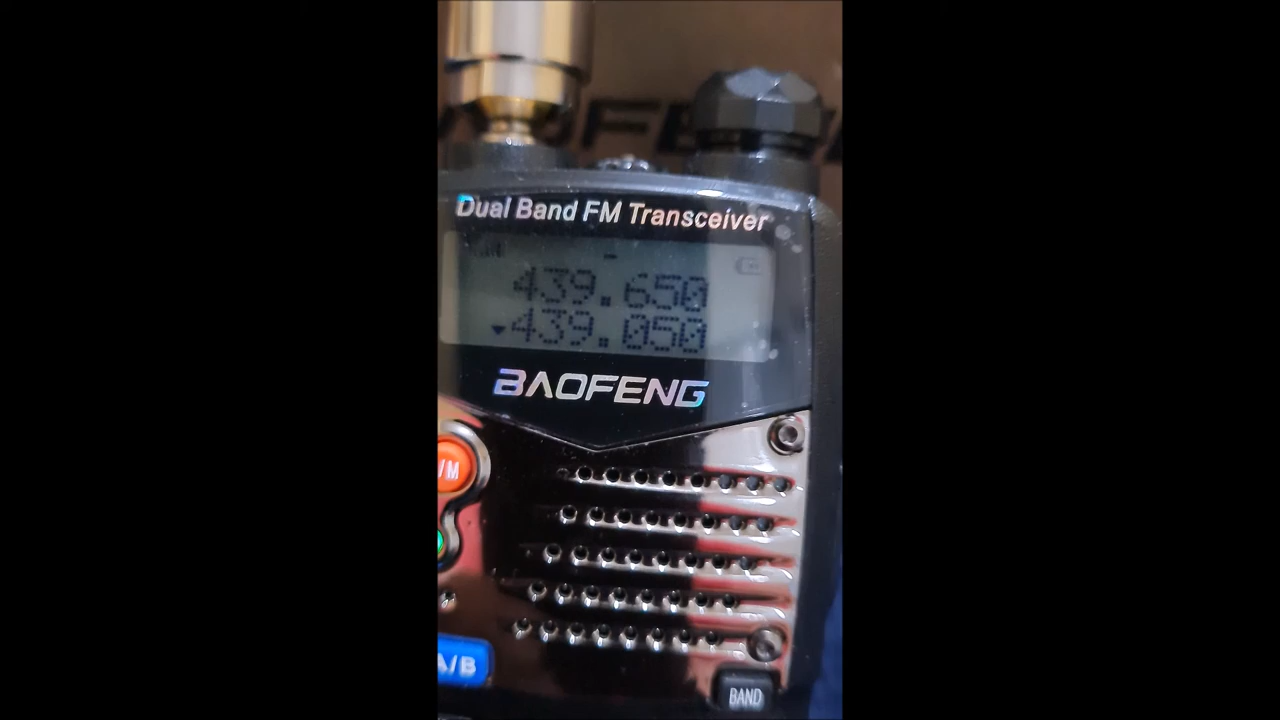 Dual Band FM Transceiver
439.650
439.050
BAOFENG
/M
A/B
BAND